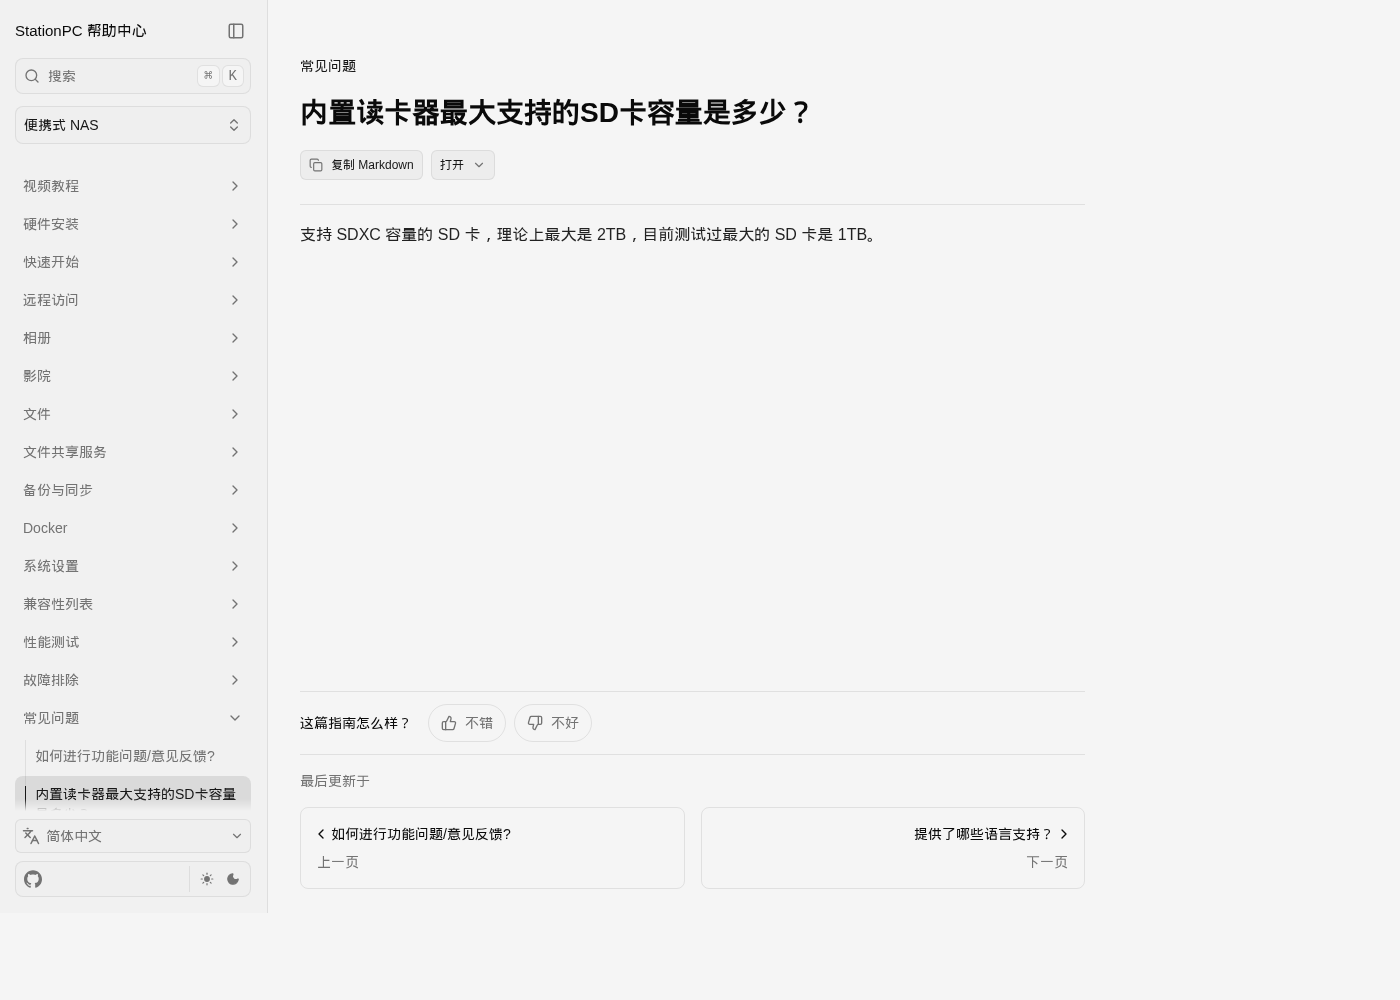 StationPC 帮助中心
搜索 ⌘ K
便携式 NAS
视频教程
硬件安装
快速开始
远程访问
相册
影院
文件
文件共享服务
备份与同步
Docker
系统设置
兼容性列表
性能测试
故障排除
常见问题
如何进行功能问题/意见反馈?
内置读卡器最大支持的SD卡容量
简体中文
常见问题
内置读卡器最大支持的SD卡容量是多少？
复制 Markdown 打开
支持 SDXC 容量的 SD 卡，理论上最大是 2TB，目前测试过最大的 SD 卡是 1TB。
这篇指南怎么样？ 不错 不好
最后更新于
如何进行功能问题/意见反馈?
上一页
提供了哪些语言支持？
下一页